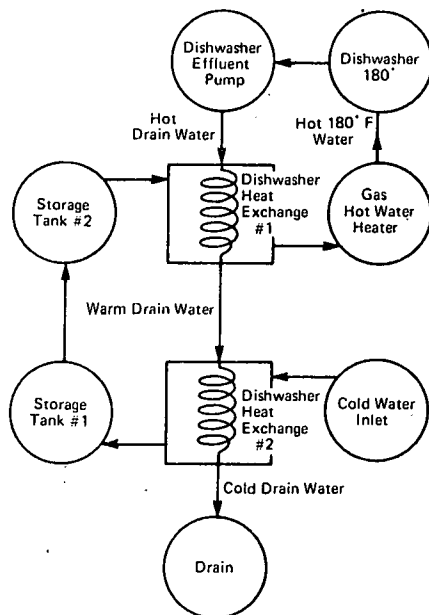 Dishwasher
Effluent
Pump
Dishwasher
180°
Hot
Drain Water
Hot 180° F
Water
Storage
Tank #2
Dishwasher
Heat
Exchange
#1
Gas
Hot Water
Heater
Warm Drain Water
Storage
Tank #1
Dishwasher
Heat
Exchange
#2
Cold Water
Inlet
Cold Drain Water
Drain